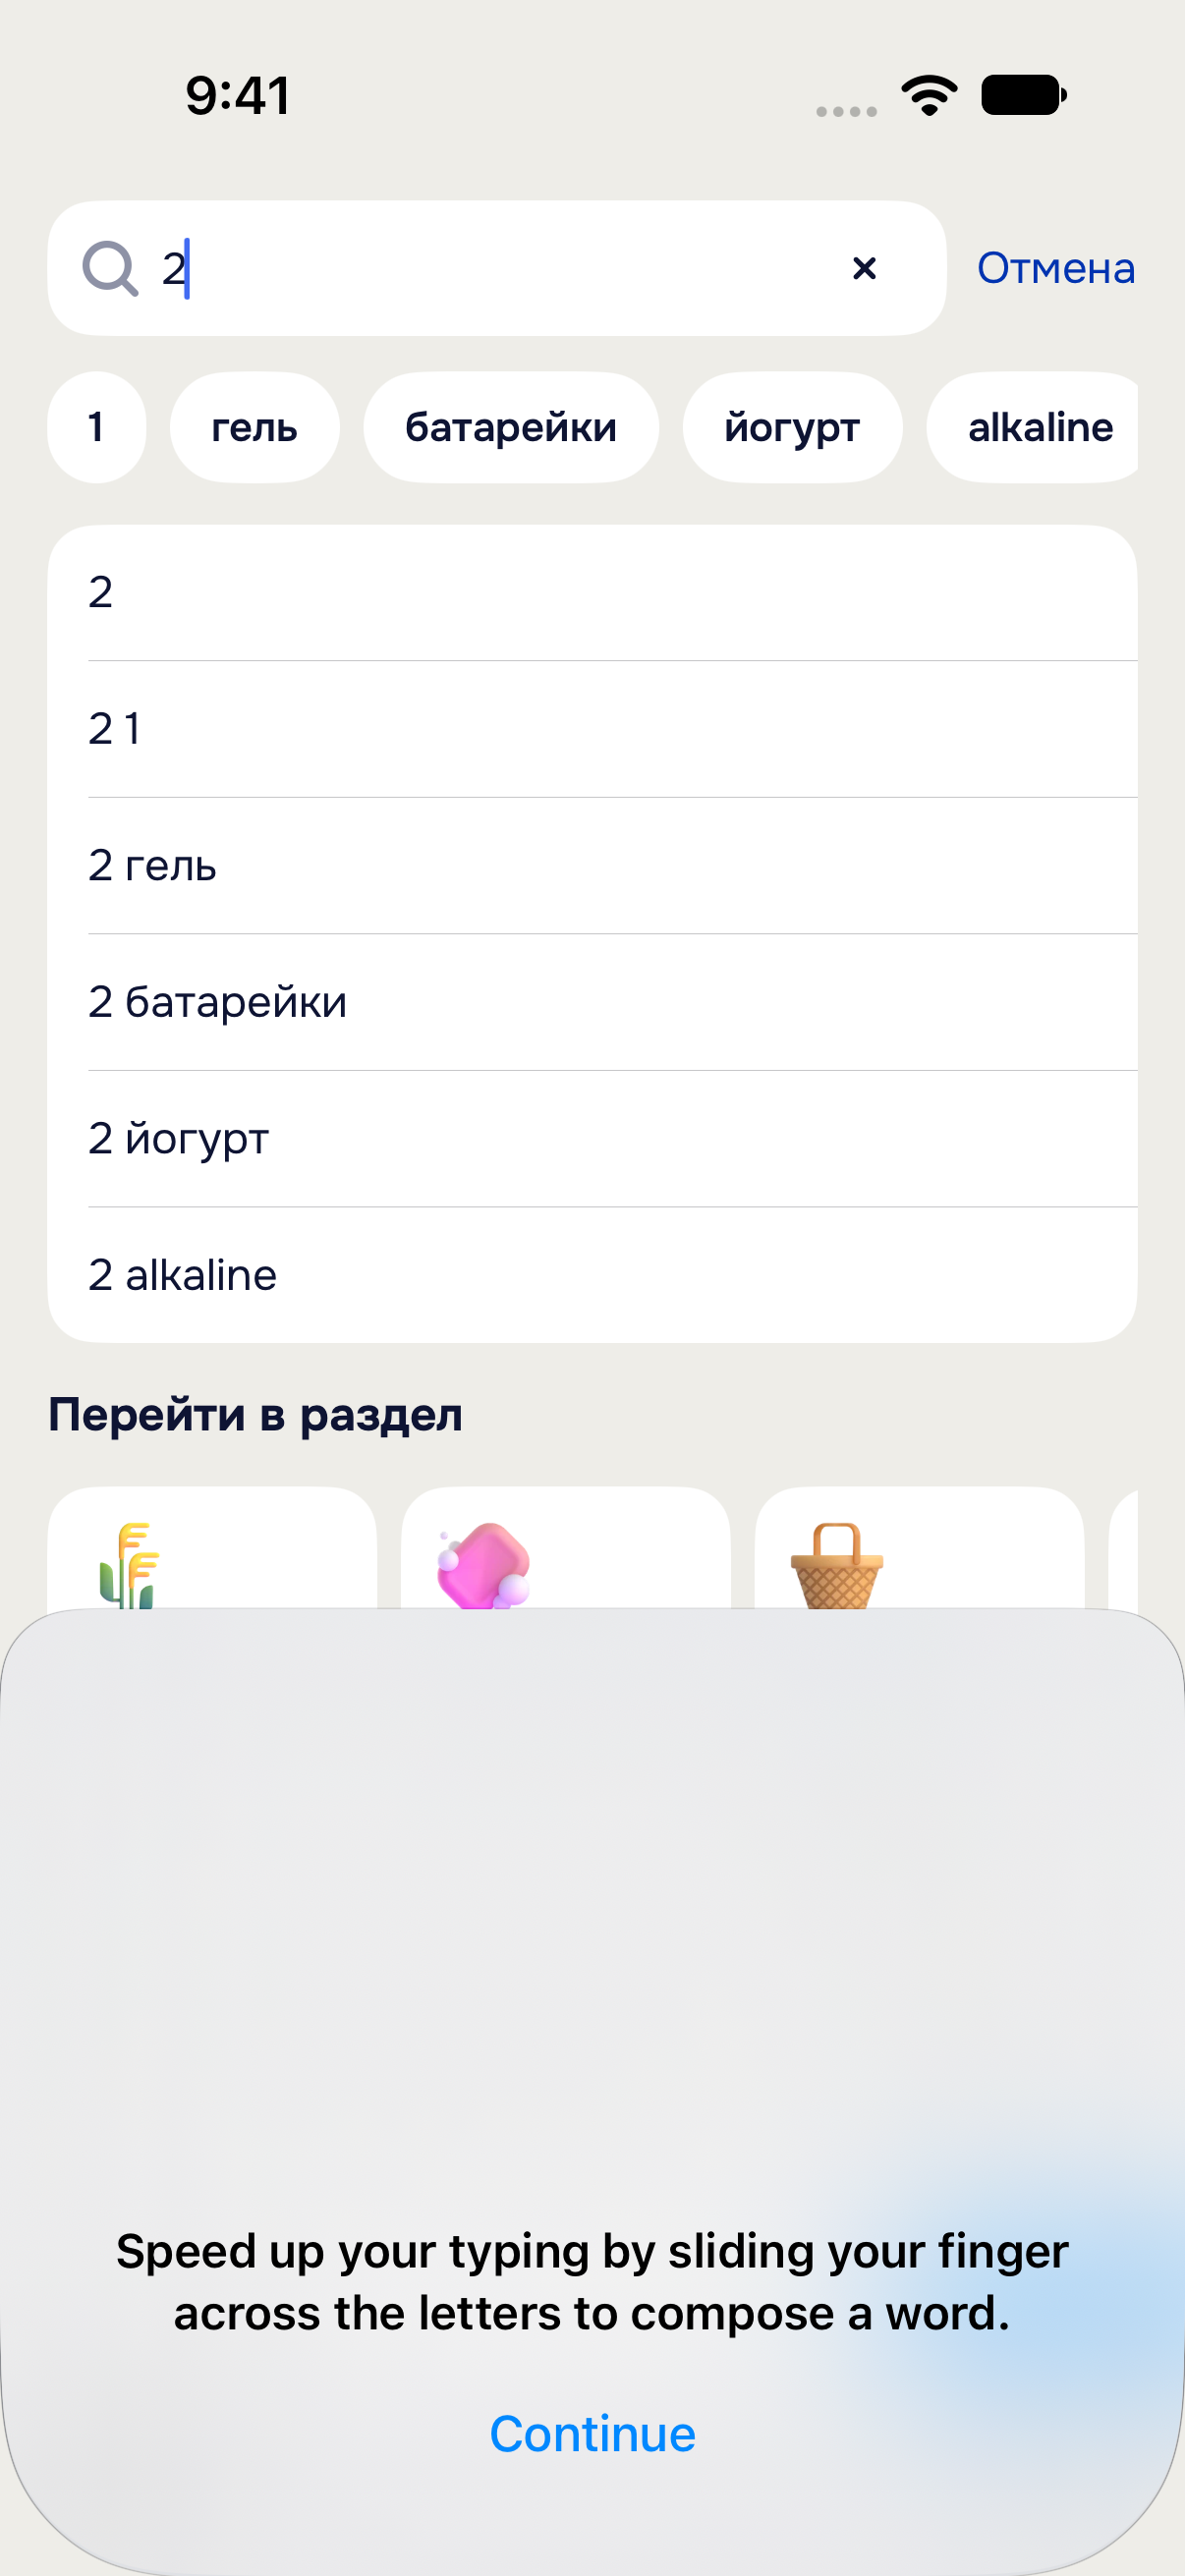 9:41
2
Отмена
1 гель батарейки йогурт alkaline
2
2 1
2 гель
2 батарейки
2 йогурт
2 alkaline
Перейти в раздел
Speed up your typing by sliding your finger
across the letters to compose a word.
Continue